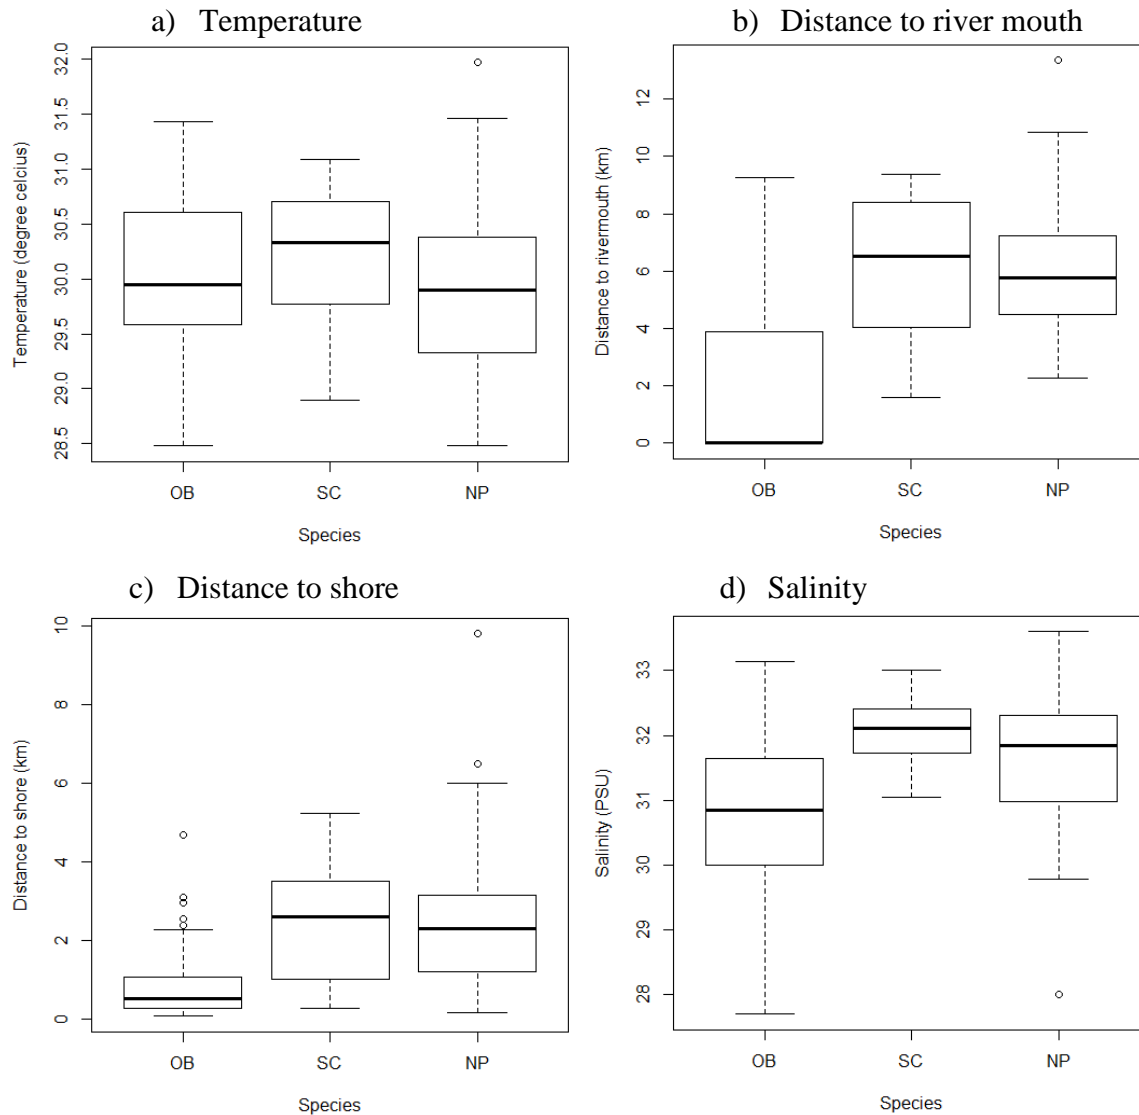 a) Temperature
Temperature (degree celcius)
32.0
31.5
31.0
30.5
30.0
29.5
29.0
28.5
OB SC NP
Species
b) Distance to river mouth
Distance to rivermouth (km)
12
10
8
6
4
2
0
OB SC NP
Species
c) Distance to shore
Distance to shore (km)
10
8
6
4
2
0
OB SC NP
Species
d) Salinity
Salinity (PSU)
33
32
31
30
29
28
OB SC NP
Species